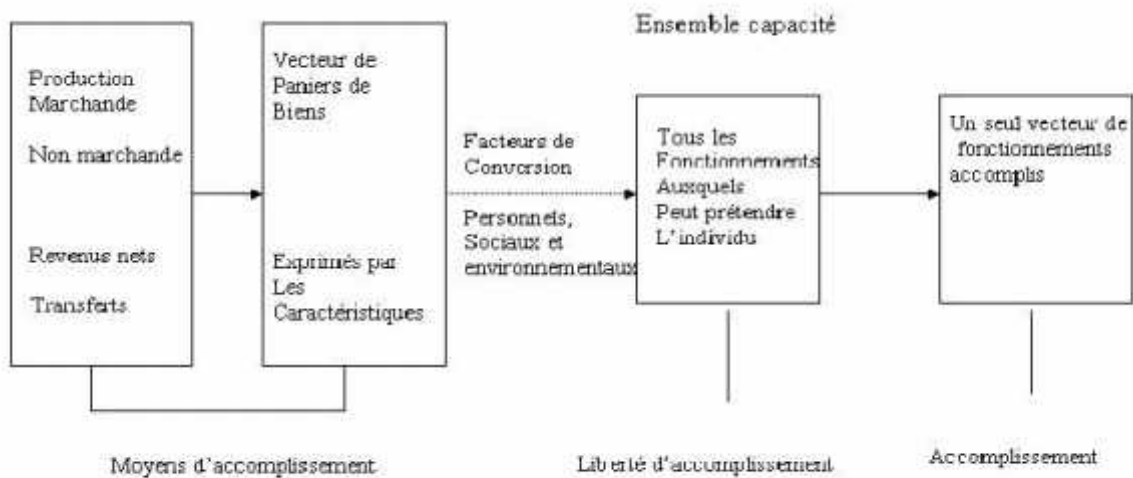 Ensemble capacité
Production
Marchande
Non marchande
Revenus nets
Transferts
Vecteur de
Paniers de
Biens
Exprimés par
Les
Caractéristiques
Facteurs de
Conversion
Personnels,
Sociaux et
environnementaux
Tous les
Fonctionnements
Auxquels
Peut prétendre
L'individu
Un seul vecteur de
fonctionnements
accomplis
Moyens d'accomplissement
Liberté d'accomplissement
Accomplissement